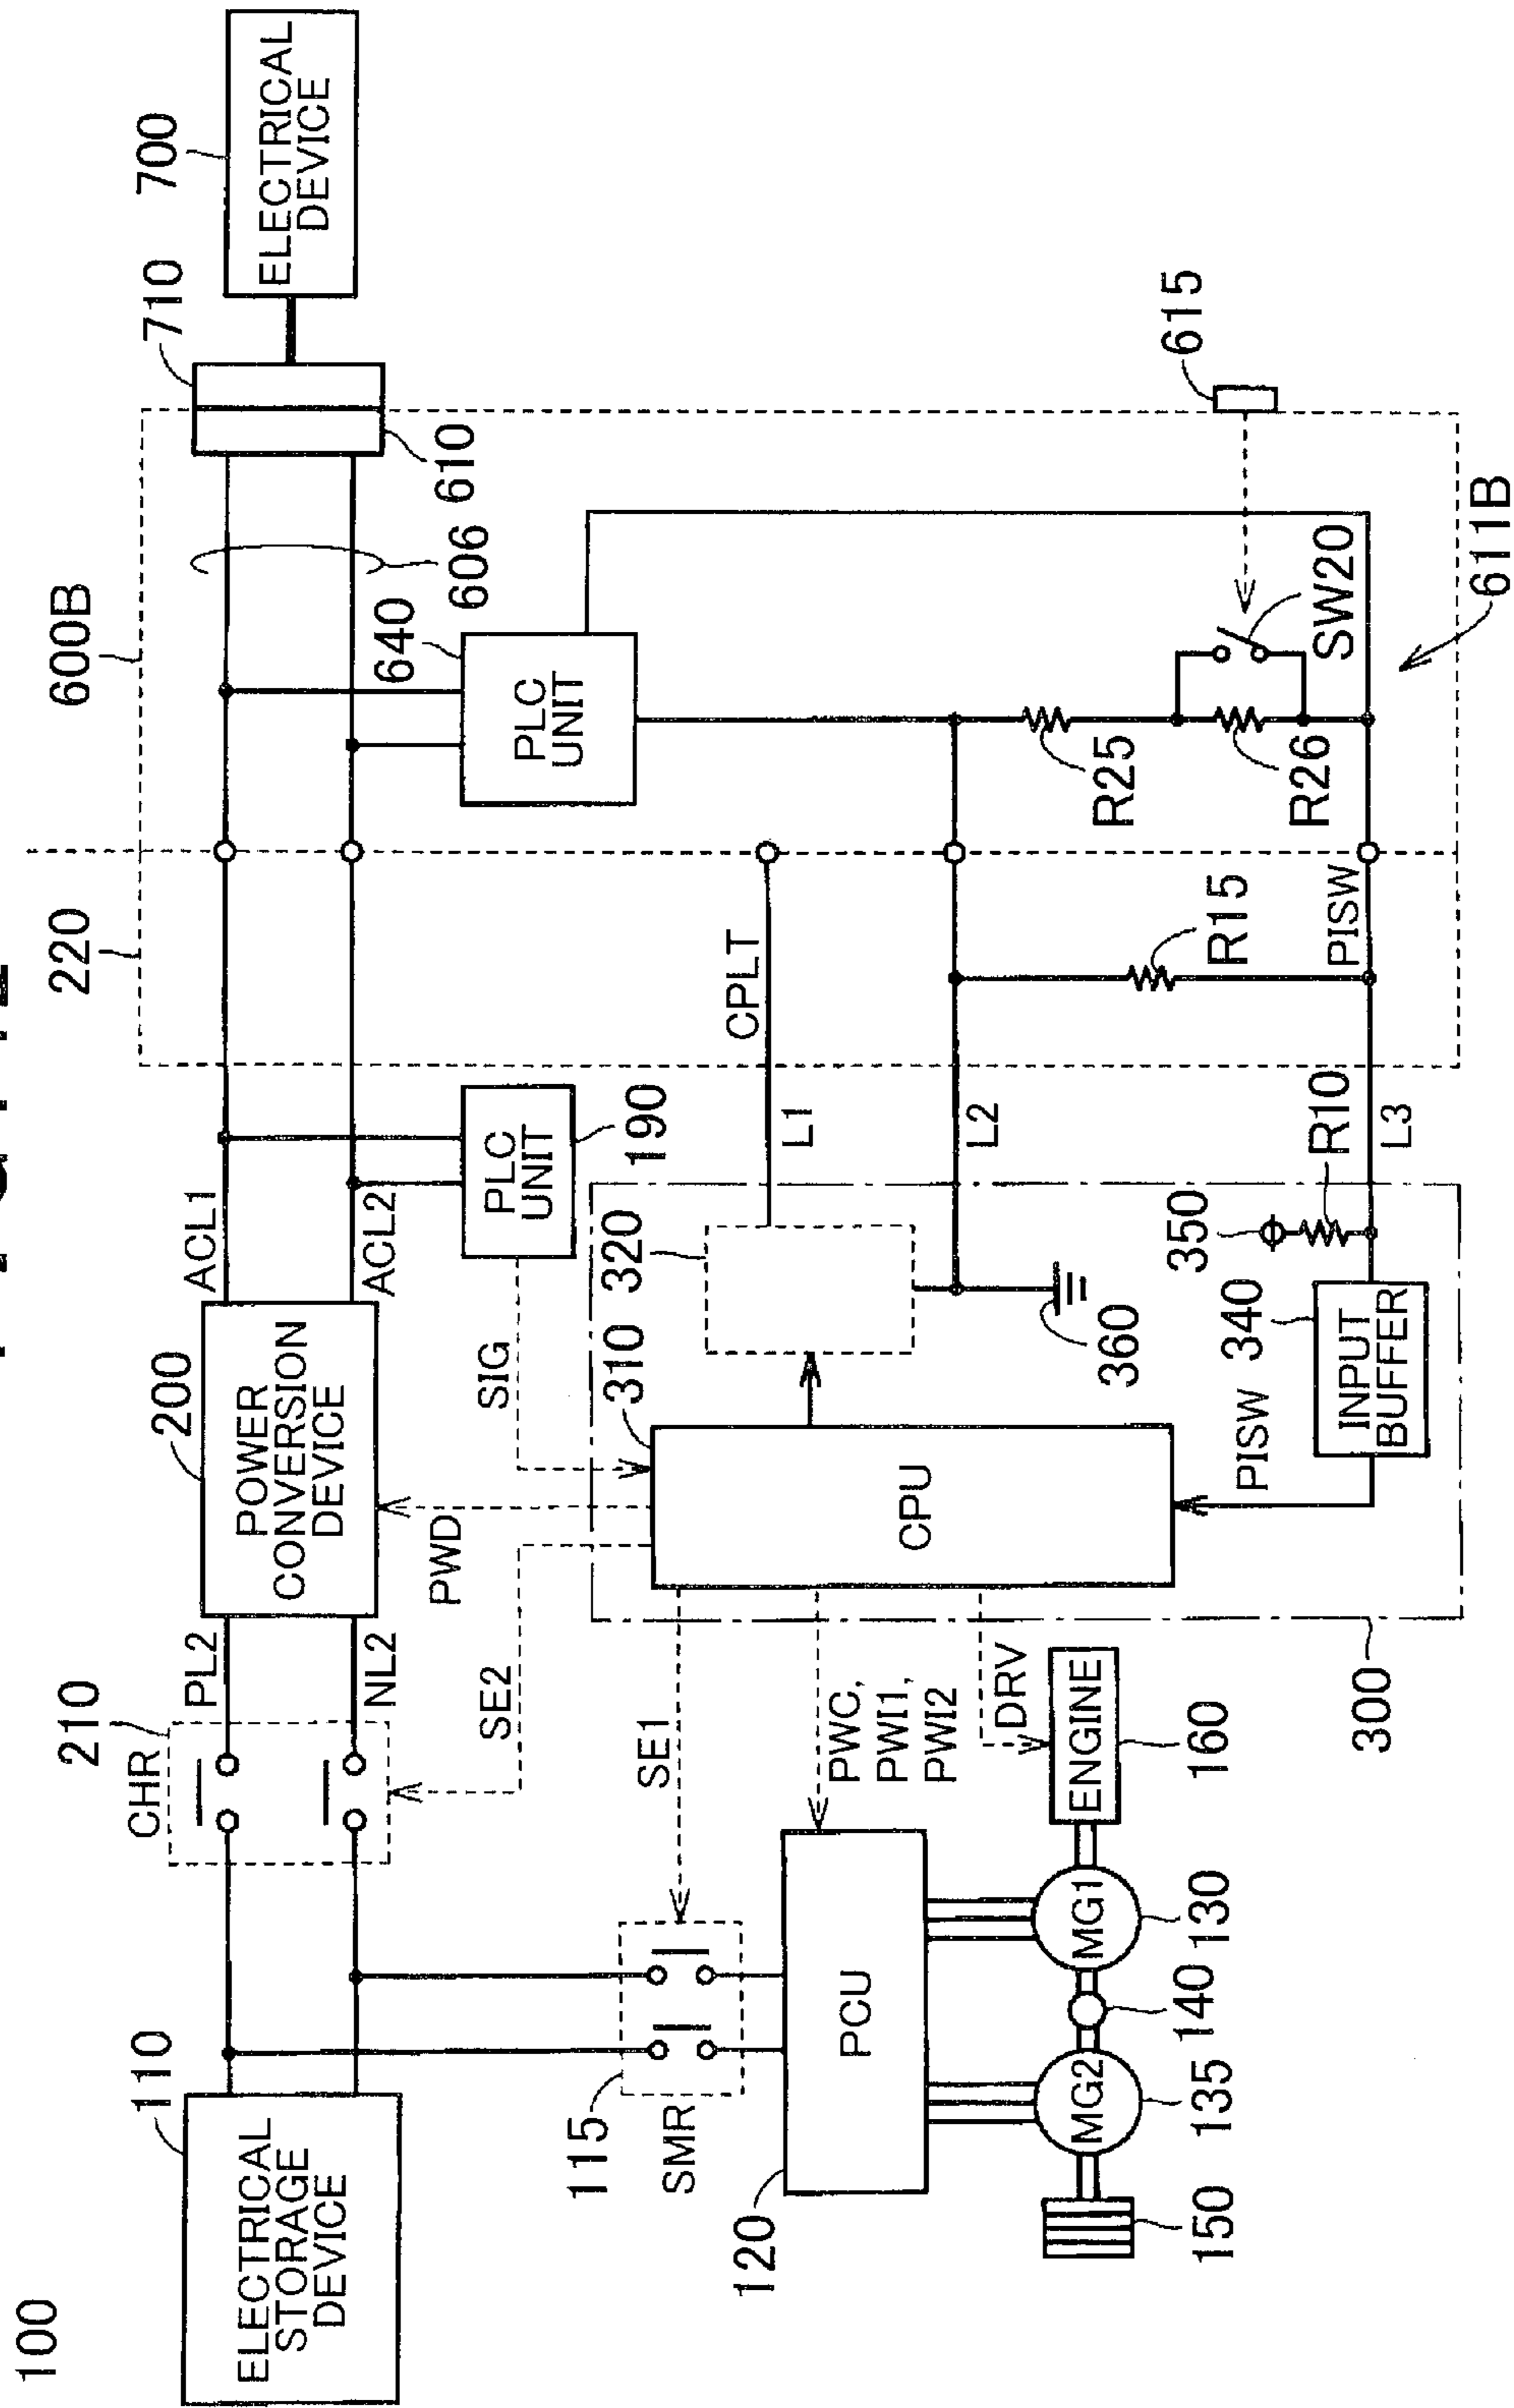 100
110
ELECTRICAL
STORAGE
DEVICE
210
CHR
PL2
NL2
200
POWER
CONVERSION
DEVICE
ACL1
ACL2
PLC
UNIT
190
220
600B
606
610
710
700
ELECTRICAL
DEVICE
640
PLC
UNIT
115
SMR
SE1
SE2
PWD
SIG
120
PCU
PWC,
PWI1,
PWI2
DRV
310
CPU
320
L1
CPLT
L2
360
350
R10
L3
340
INPUT
BUFFER
PISW
R15
PISW
R25
R26
SW20
615
611B
150
MG2
135
140
MG1
130
ENGINE
160
300